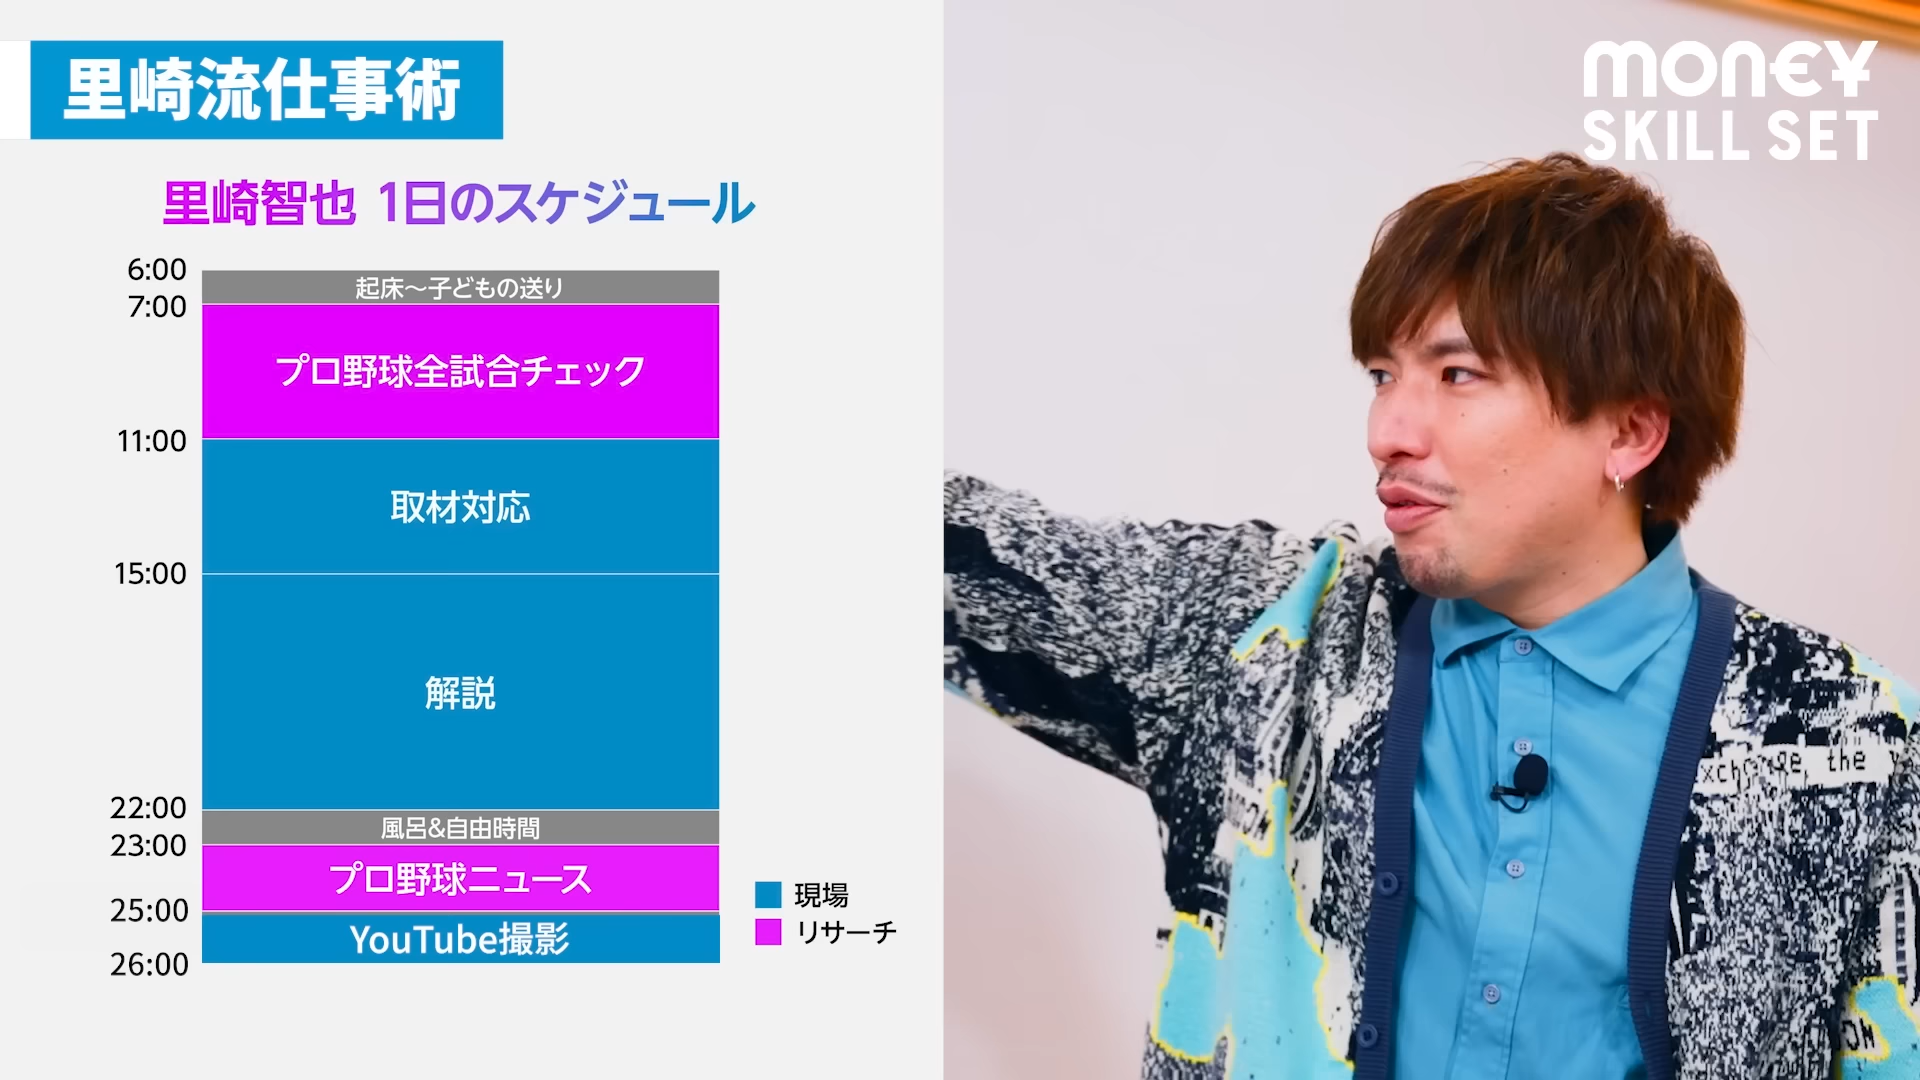 里崎流仕事術
里崎智也 1日のスケジュール
6:00
起床～子どもの送り
7:00
プロ野球全試合チェック
11:00
取材対応
15:00
解説
22:00
風呂&自由時間
23:00
プロ野球ニュース
25:00
YouTube撮影
26:00
現場
リサーチ
MON€¥
SKILL SET
the